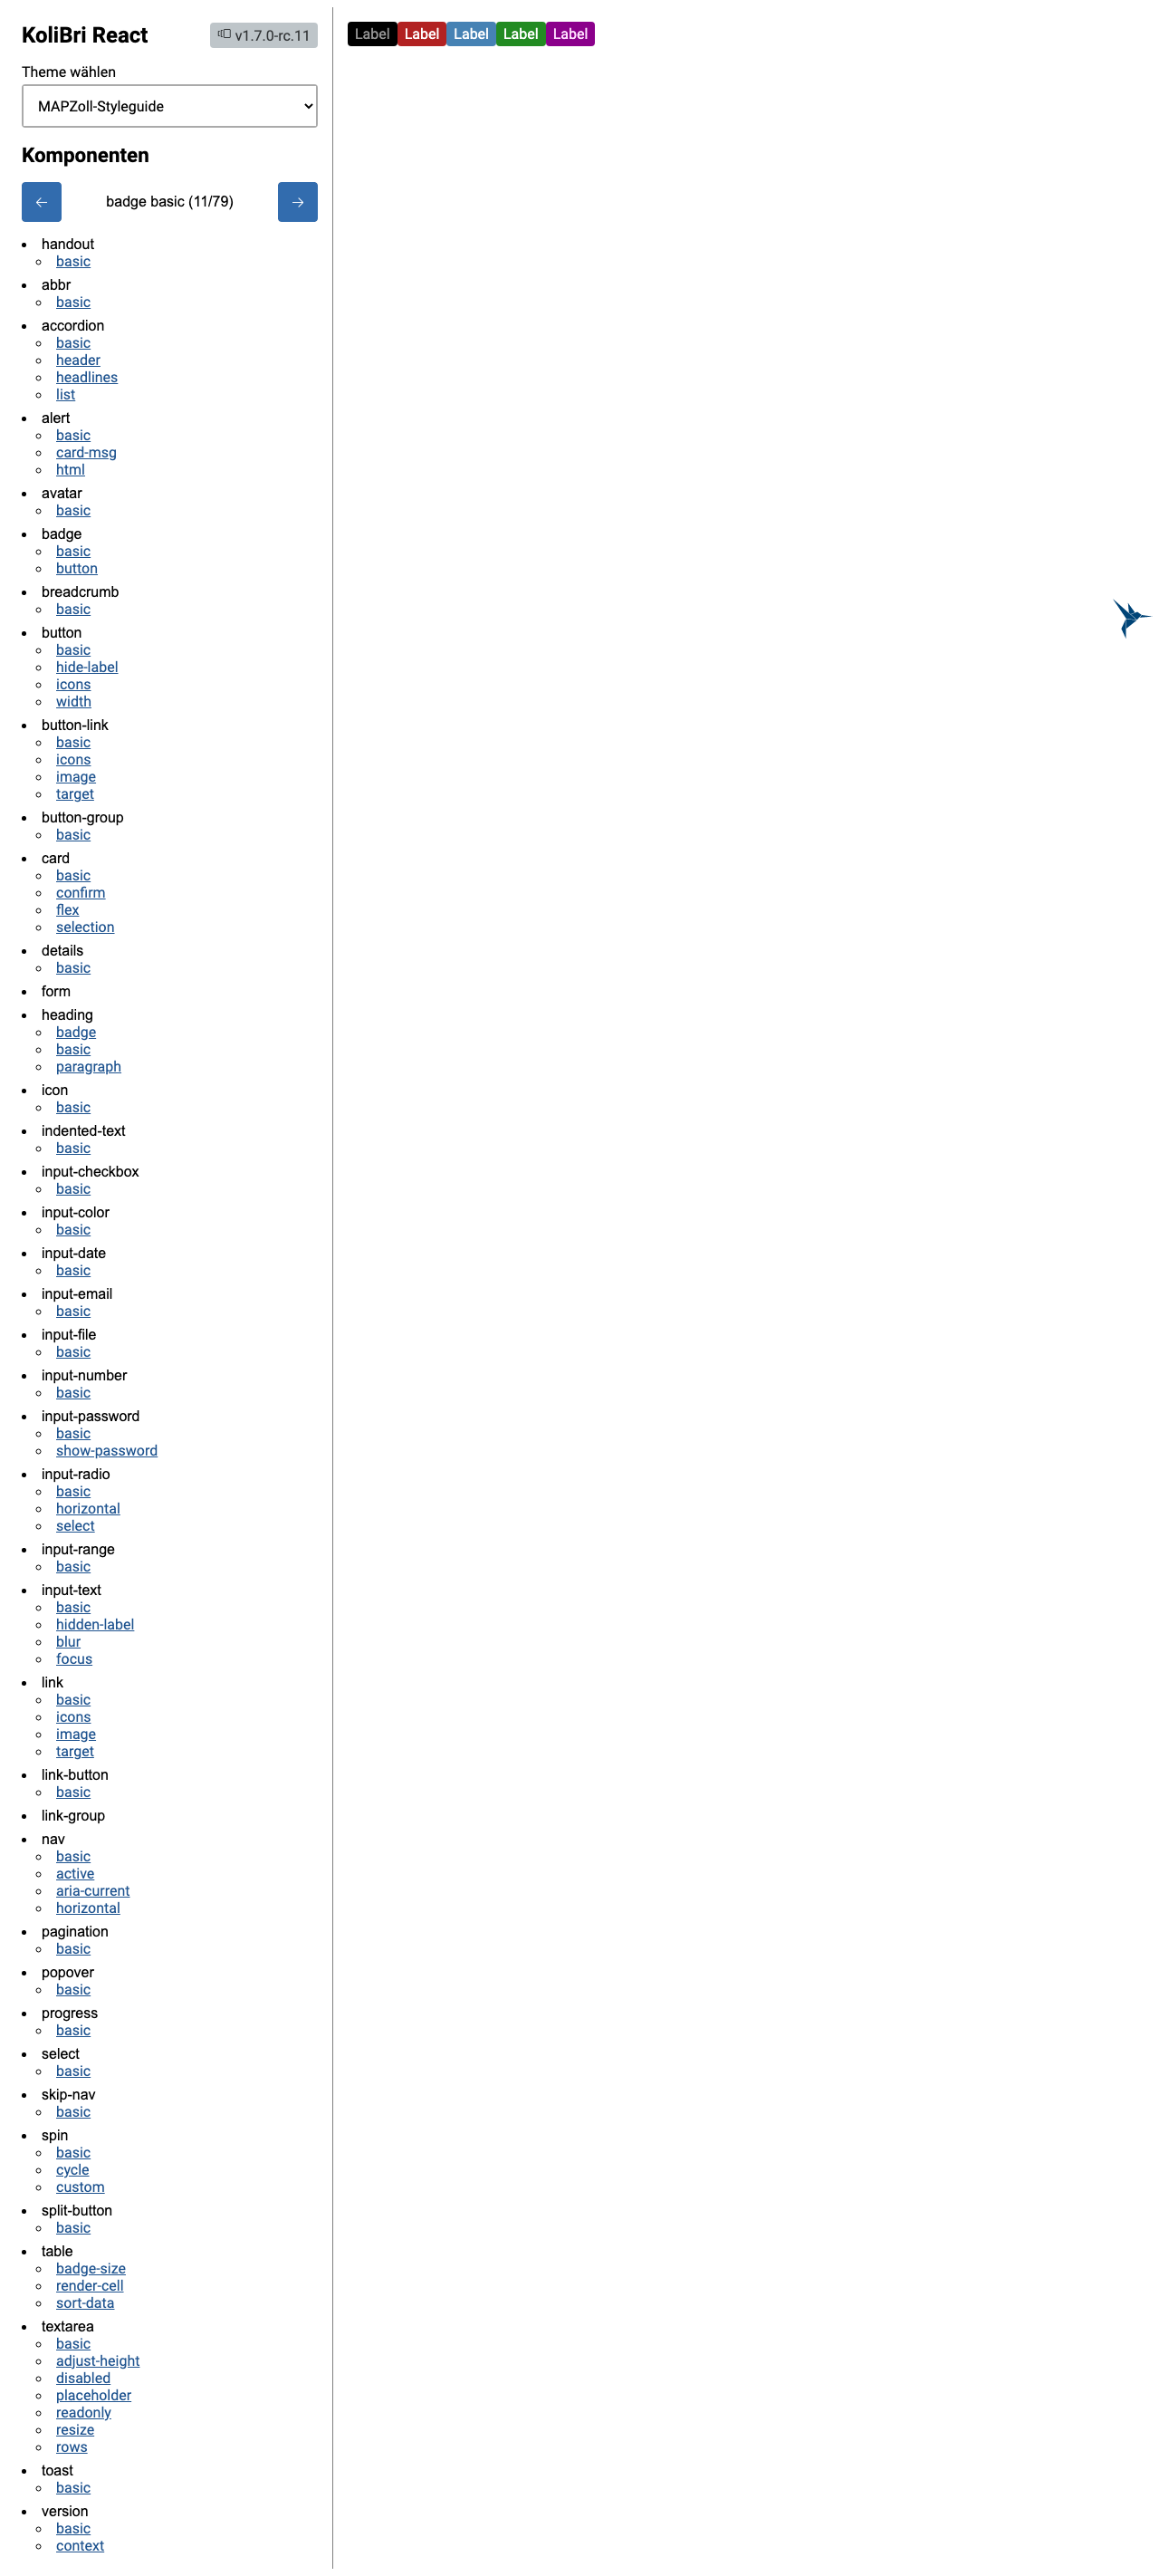 KoliBri React
v1.7.0-rc.11
Theme wählen
MAPZoll-Styleguide
Komponenten
← badge basic (11/79) →
handout
basic
abbr
basic
accordion
basic
header
headlines
list
alert
basic
card-msg
html
avatar
basic
badge
basic
button
breadcrumb
basic
button
basic
hide-label
icons
width
button-link
basic
icons
image
target
button-group
basic
card
basic
confirm
flex
selection
details
basic
form
heading
badge
basic
paragraph
icon
basic
indented-text
basic
input-checkbox
basic
input-color
basic
input-date
basic
input-email
basic
input-file
basic
input-number
basic
input-password
basic
show-password
input-radio
basic
horizontal
select
input-range
basic
input-text
basic
hidden-label
blur
focus
link
basic
icons
image
target
link-button
basic
link-group
nav
basic
active
aria-current
horizontal
pagination
basic
popover
basic
progress
basic
select
basic
skip-nav
basic
spin
basic
cycle
custom
split-button
basic
table
badge-size
render-cell
sort-data
textarea
basic
adjust-height
disabled
placeholder
readonly
resize
rows
toast
basic
version
basic
context
Label Label Label Label Label